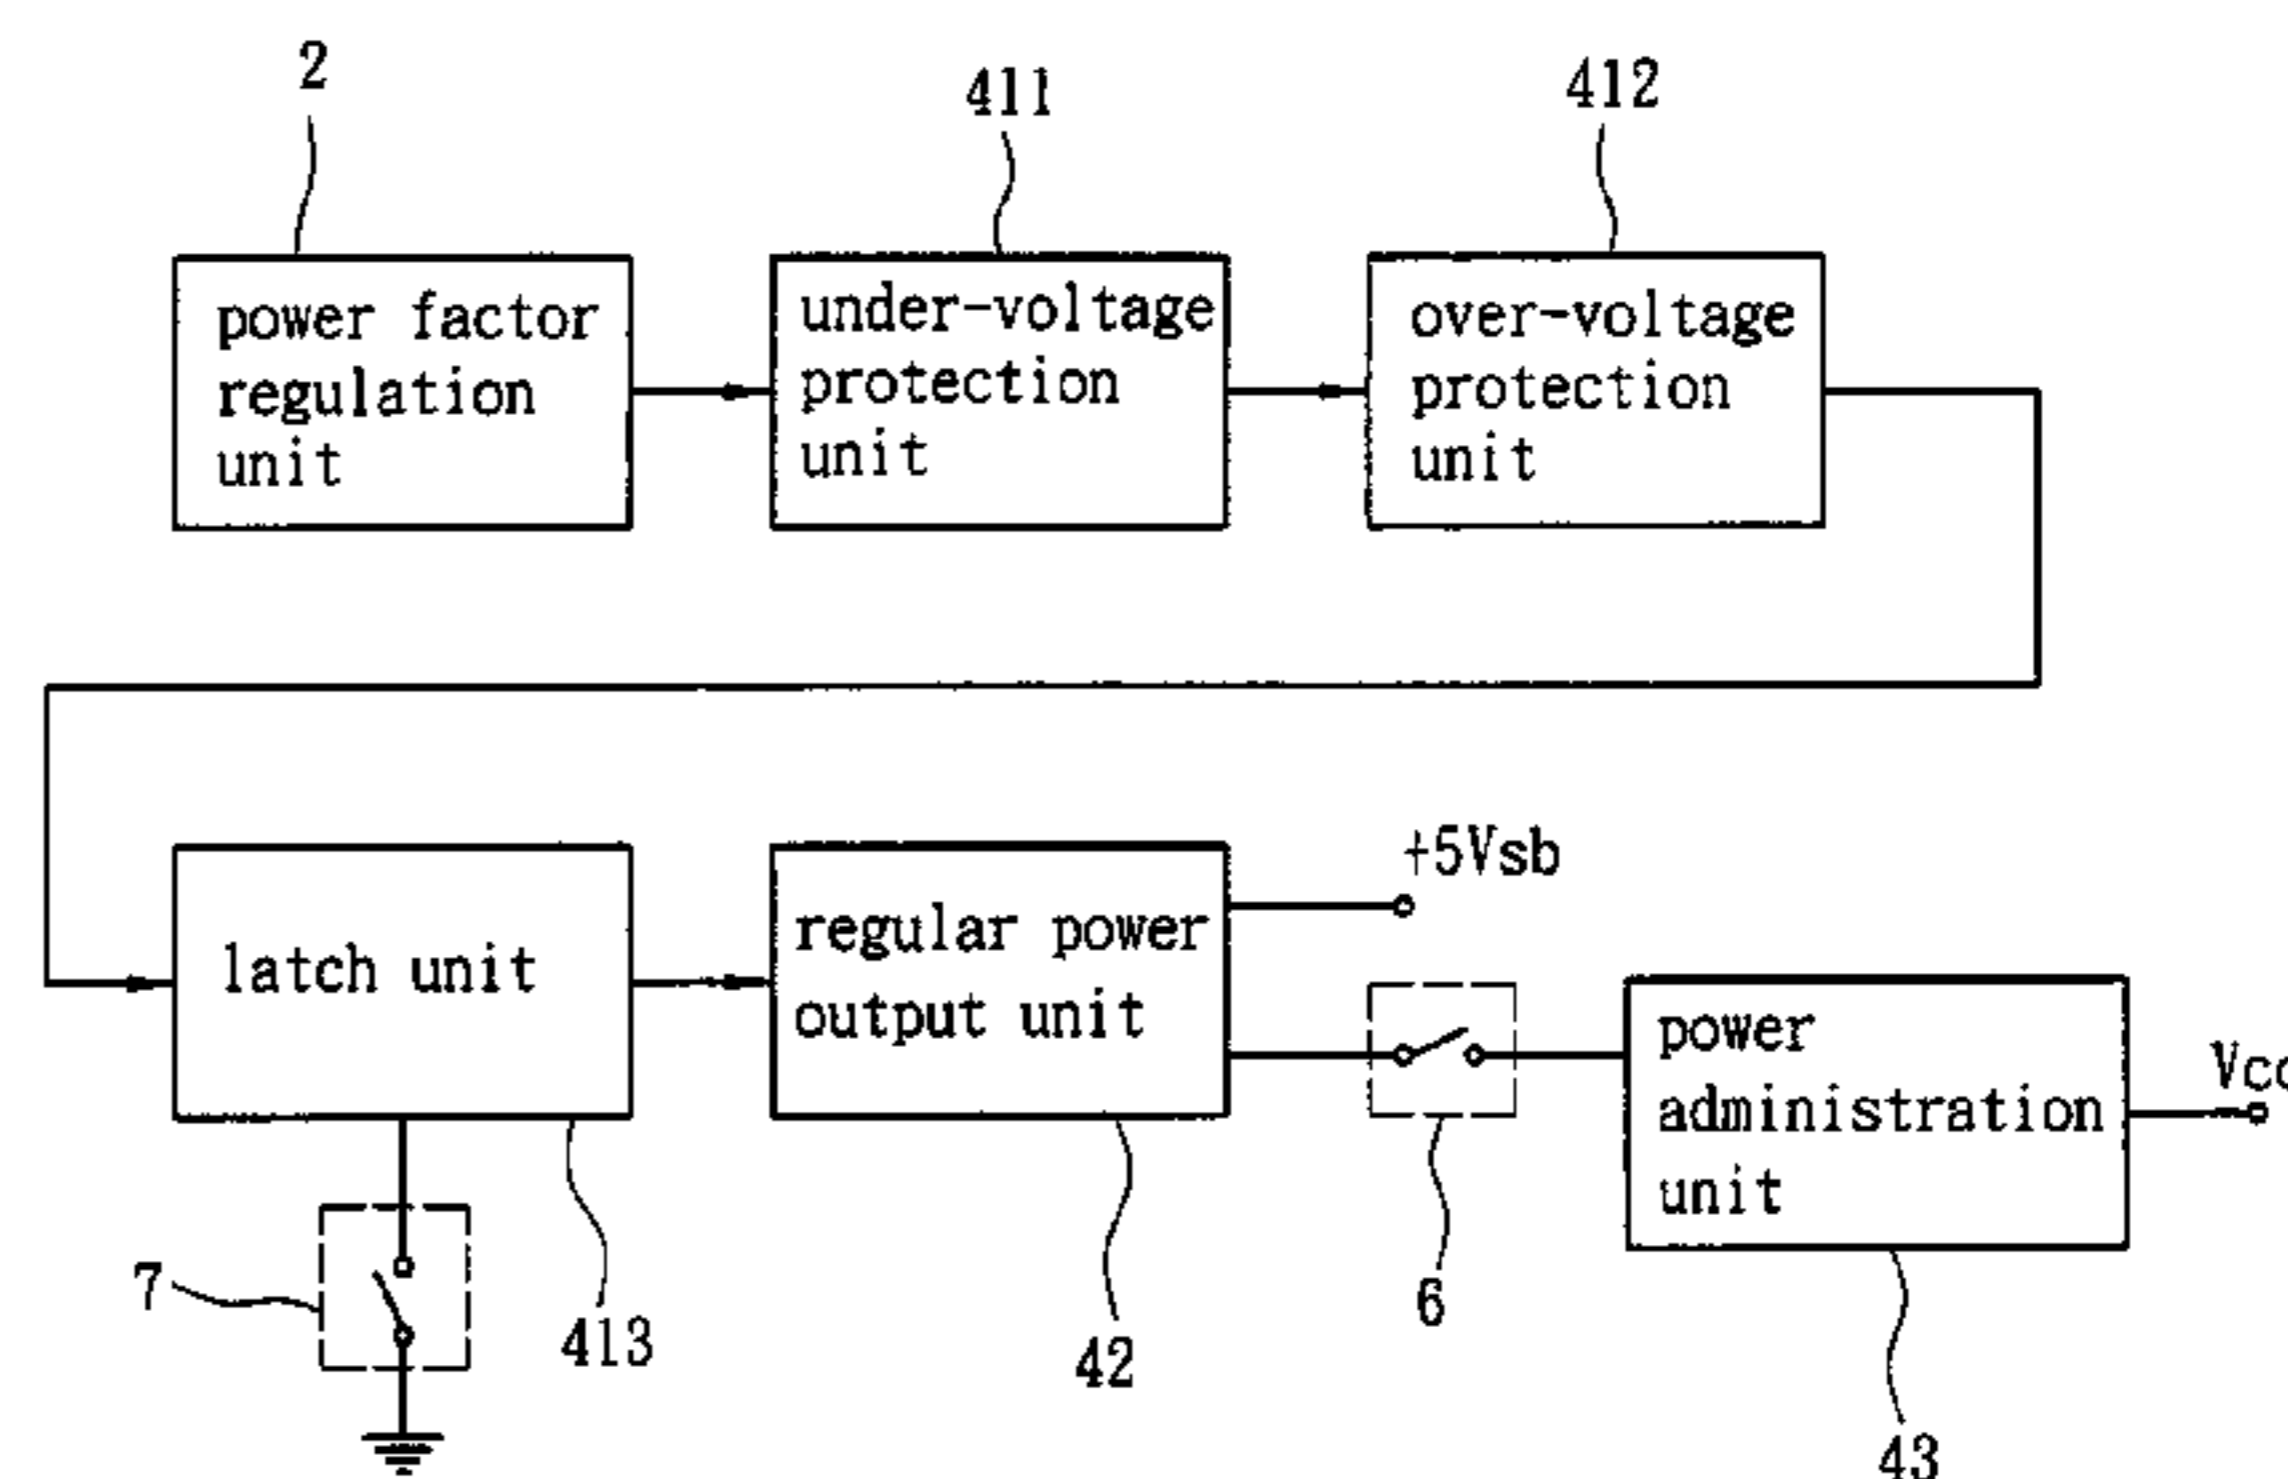 2
411
412
power factor
regulation
unit
under-voltage
protection
unit
over-voltage
protection
unit
latch unit
regular power
output unit
+5Vsb
power
administration
unit
Vcc
7
413
42
6
43